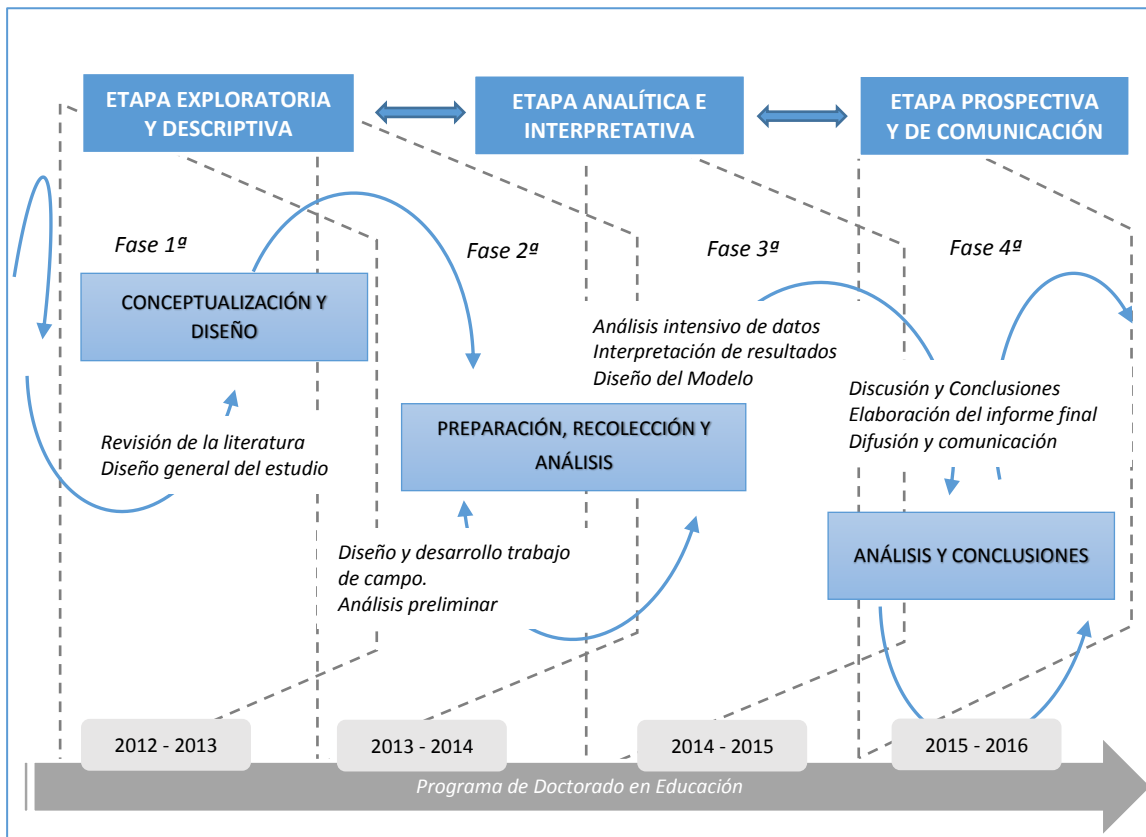 ETAPA EXPLORATORIA
Y DESCRIPTIVA
ETAPA ANALÍTICA E
INTERPRETATIVA
ETAPA PROSPECTIVA
Y DE COMUNICACIÓN
Fase 1ª
Fase 2ª
Fase 3ª
Fase 4ª
CONCEPTUALIZACIÓN Y
DISEÑO
Revisión de la literatura
Diseño general del estudio
PREPARACIÓN, RECOLECCIÓN Y
ANÁLISIS
Diseño y desarrollo trabajo
de campo.
Análisis preliminar
Análisis intensivo de datos
Interpretación de resultados
Diseño del Modelo
Discusión y Conclusiones
Elaboración del informe final
Difusión y comunicación
ANÁLISIS Y CONCLUSIONES
2012 - 2013
2013 - 2014
2014 - 2015
2015 - 2016
Programa de Doctorado en Educación